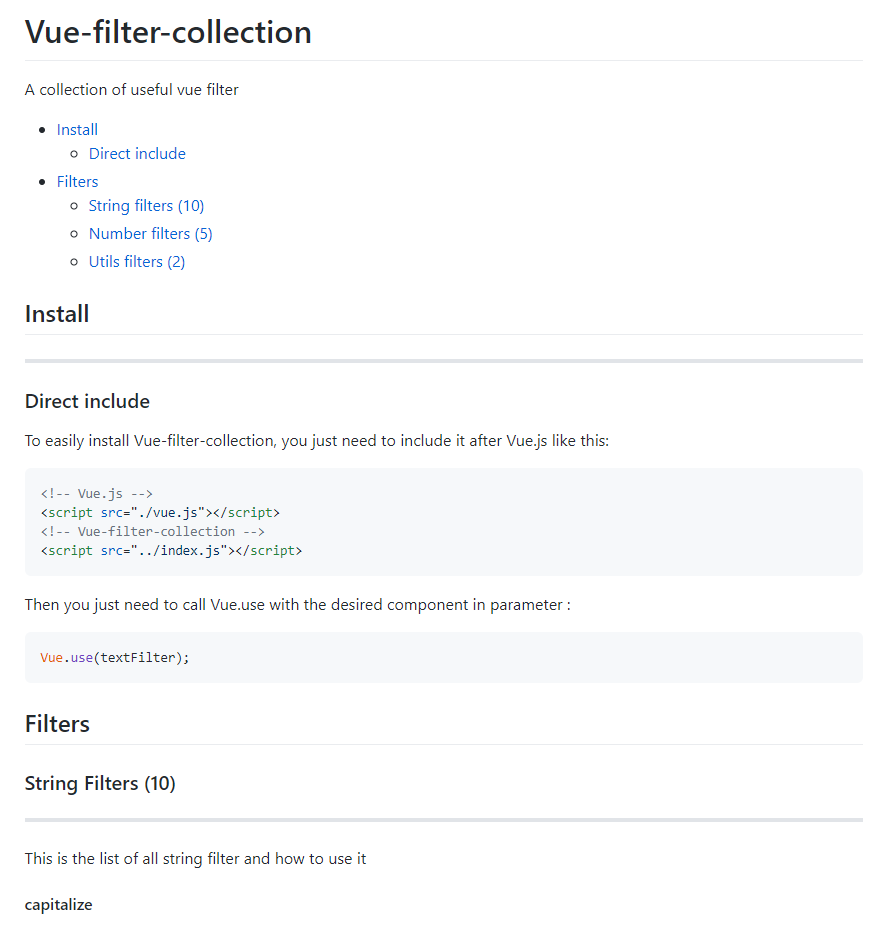 Vue-filter-collection
A collection of useful vue filter
Install
Direct include
Filters
String filters (10)
Number filters (5)
Utils filters (2)
Install
Direct include
To easily install Vue-filter-collection, you just need to include it after Vue.js like this:
<!-- Vue.js -->
<script src="./vue.js"></script>
<!-- Vue-filter-collection -->
<script src="../index.js"></script>
Then you just need to call Vue.use with the desired component in parameter :
Vue.use(textFilter);
Filters
String Filters (10)
This is the list of all string filter and how to use it
capitalize